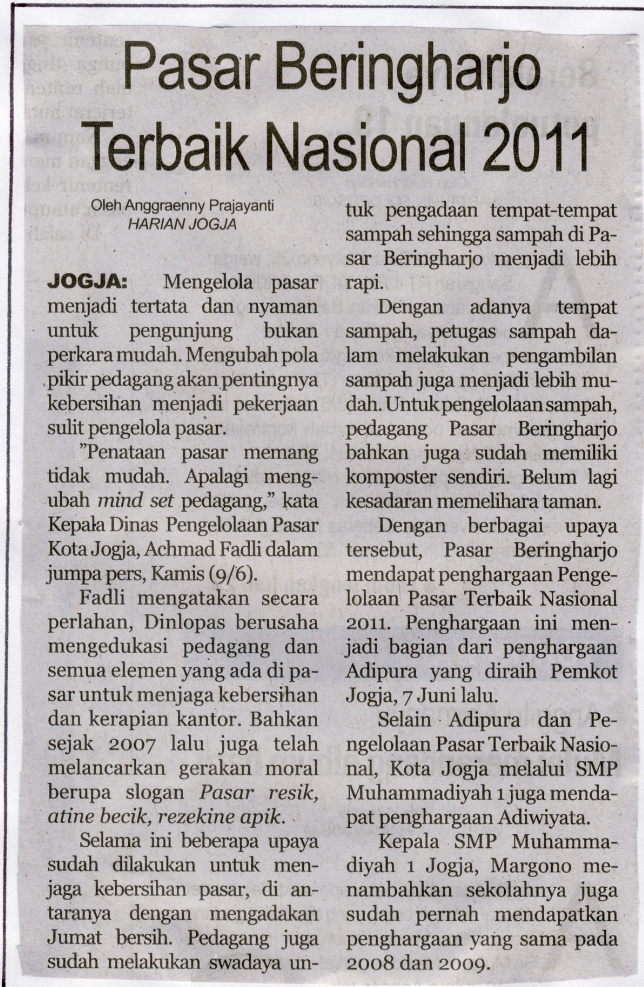 Pasar Beringharjo
Terbaik Nasional 2011
Oleh Anggraenny Prajayanti
HARIAN JOGJA
JOGJA: Mengelola pasar
menjadi tertata dan nyaman
untuk pengunjung bukan
perkara mudah. Mengubah pola
pikir pedagang akan pentingnya
kebersihan menjadi pekerjaan
sulit pengelola pasar.
"Penataan pasar memang
tidak mudah. Apalagi meng-
ubah mind set pedagang," kata
Kepala Dinas Pengelolaan Pasar
Kota Jogja, Achmad Fadli dalam
jumpa pers, Kamis (9/6).
Fadli mengatakan secara
perlahan, Dinlopas berusaha
mengedukasi pedagang dan
semua elemen yang ada di pa-
sar untuk menjaga kebersihan
dan kerapian kantor. Bahkan
sejak 2007 lalu juga telah
melancarkan gerakan moral
berupa slogan Pasar resik,
atine becik, rezekine apik.
Selama ini beberapa upaya
sudah dilakukan untuk men-
jaga kebersihan pasar, di an-
taranya dengan mengadakan
Jumat bersih. Pedagang juga
sudah melakukan swadaya un-
tuk pengadaan tempat-tempat
sampah sehingga sampah di Pa-
sar Beringharjo menjadi lebih
rapi.
Dengan adanya tempat
sampah, petugas sampah da-
lam melakukan pengambilan
sampah juga menjadi lebih mu-
dah. Untuk pengelolaan sampah,
pedagang Pasar Beringharjo
bahkan juga sudah memiliki
komposter sendiri. Belum lagi
kesadaran memelihara taman.
Dengan berbagai upaya
tersebut, Pasar Beringharjo
mendapat penghargaan Penge-
lolaan Pasar Terbaik Nasional
2011. Penghargaan ini men-
jadi bagian dari penghargaan
Adipura yang diraih Pemkot
Jogja, 7 Juni lalu.
Selain Adipura dan Pe-
ngelolaan Pasar Terbaik Nasio-
nal, Kota Jogja melalui SMP
Muhammadiyah 1 juga menda-
pat penghargaan Adiwiyata.
Kepala SMP Muhamma-
diyah 1 Jogja, Margono me-
nambahkan sekolahnya juga
sudah pernah mendapatkan
penghargaan yang sama pada
2008 dan 2009.